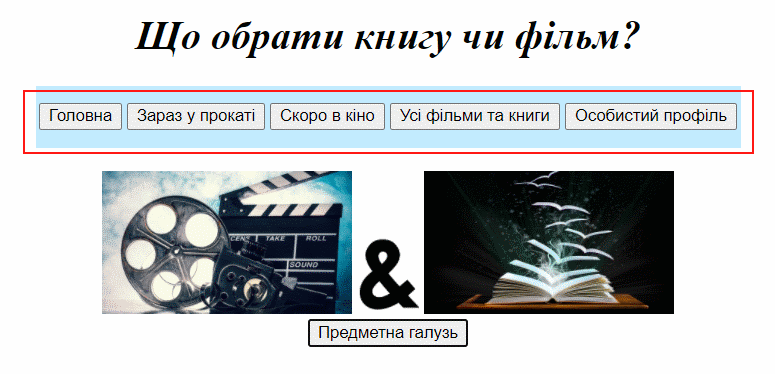 Що обрати книгу чи фільм?
Головна Зараз у прокаті Скоро в кіно Усі фільми та книги Особистий профіль
SCENE TAKE ROLL
SOUND
&
Предметна галузь